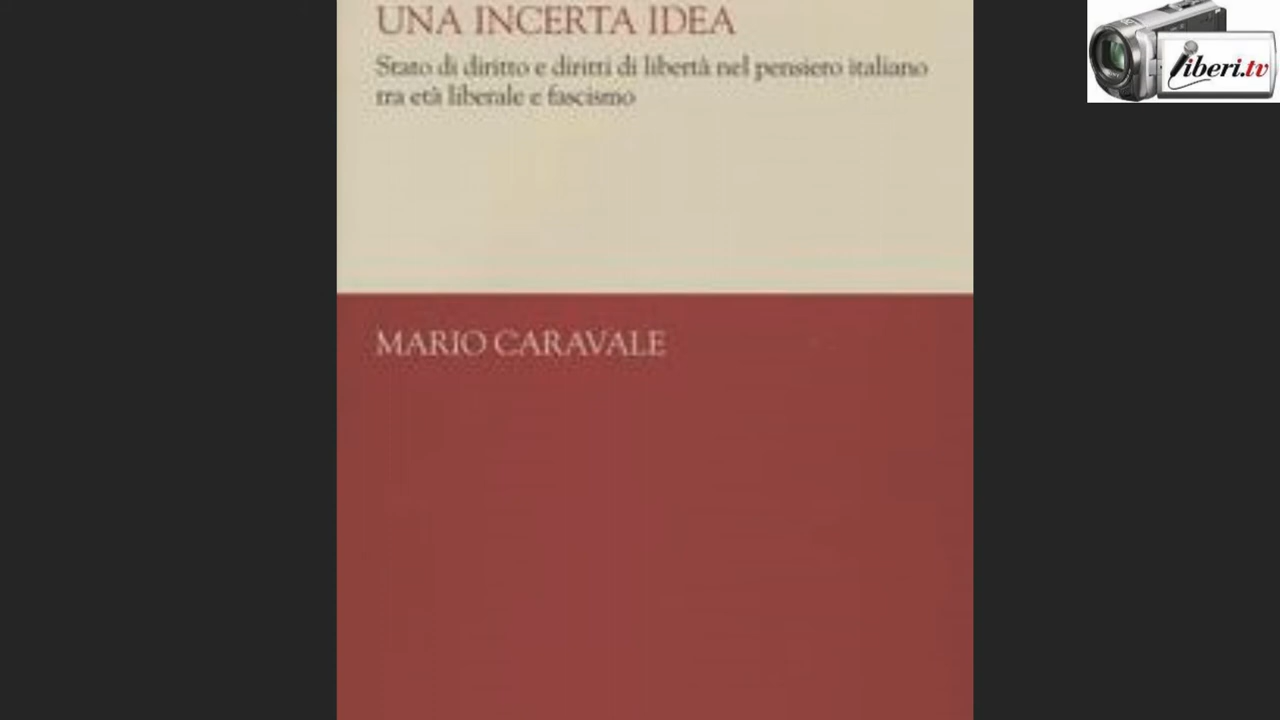 UNA INCERTA IDEA
Stato di diritto e diritti di libertà nel pensiero italiano
tra età liberale e fascismo
MARIO CARAVALE
liberi.tv